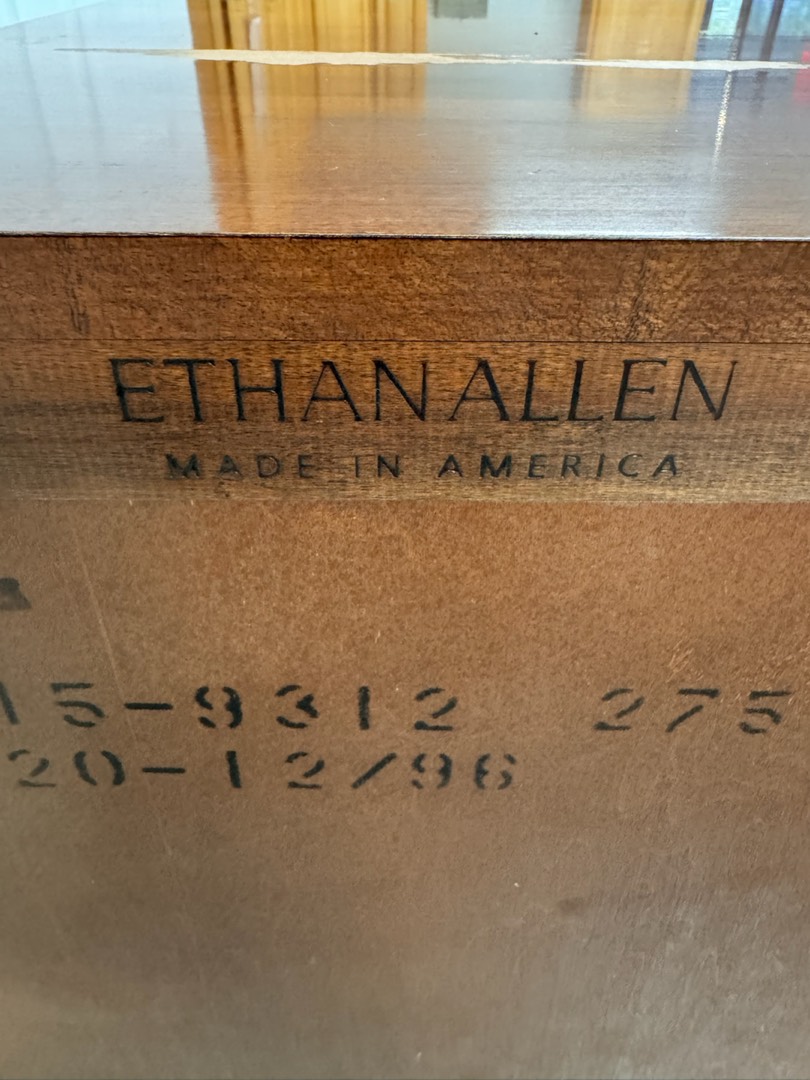 ETHAN ALLEN
MADE IN AMERICA
15-9312 275
20-12/96